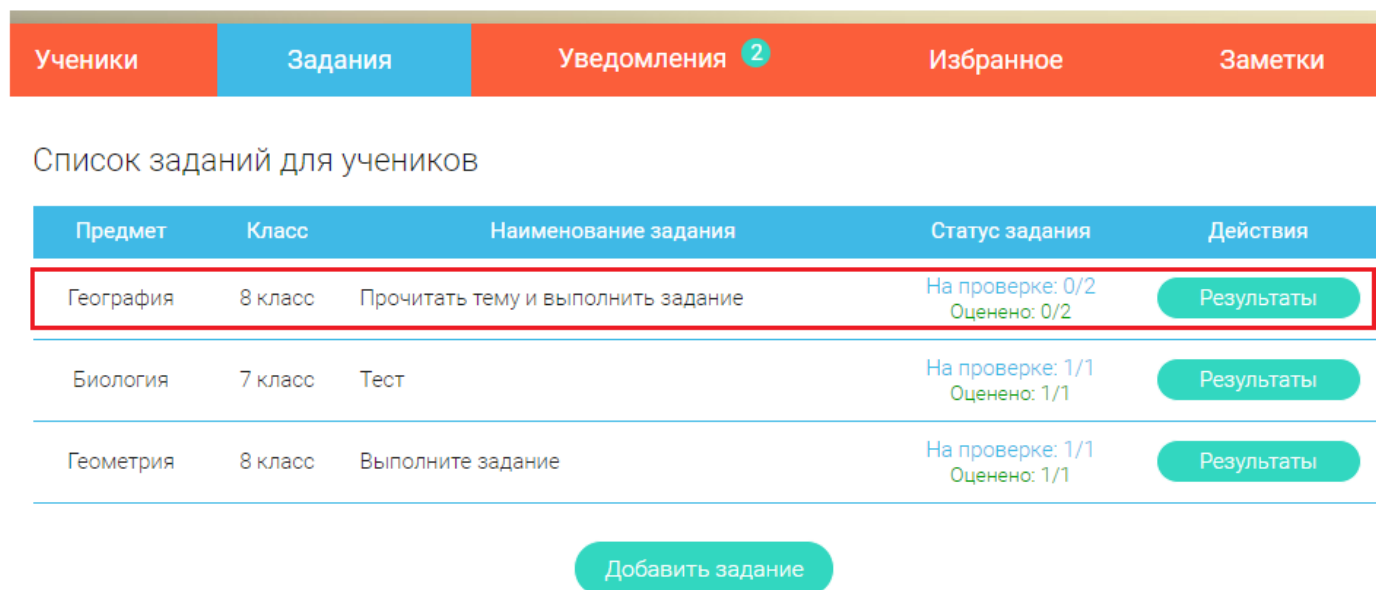 Ученики Задания Уведомления 2 Избранное Заметки
Список заданий для учеников
Предмет Класс Наименование задания Статус задания Действия
География 8 класс Прочитать тему и выполнить задание На проверке: 0/2 Результаты
Оценено: 0/2
Биология 7 класс Тест На проверке: 1/1 Результаты
Оценено: 1/1
Геометрия 8 класс Выполните задание На проверке: 1/1 Результаты
Оценено: 1/1
Добавить задание